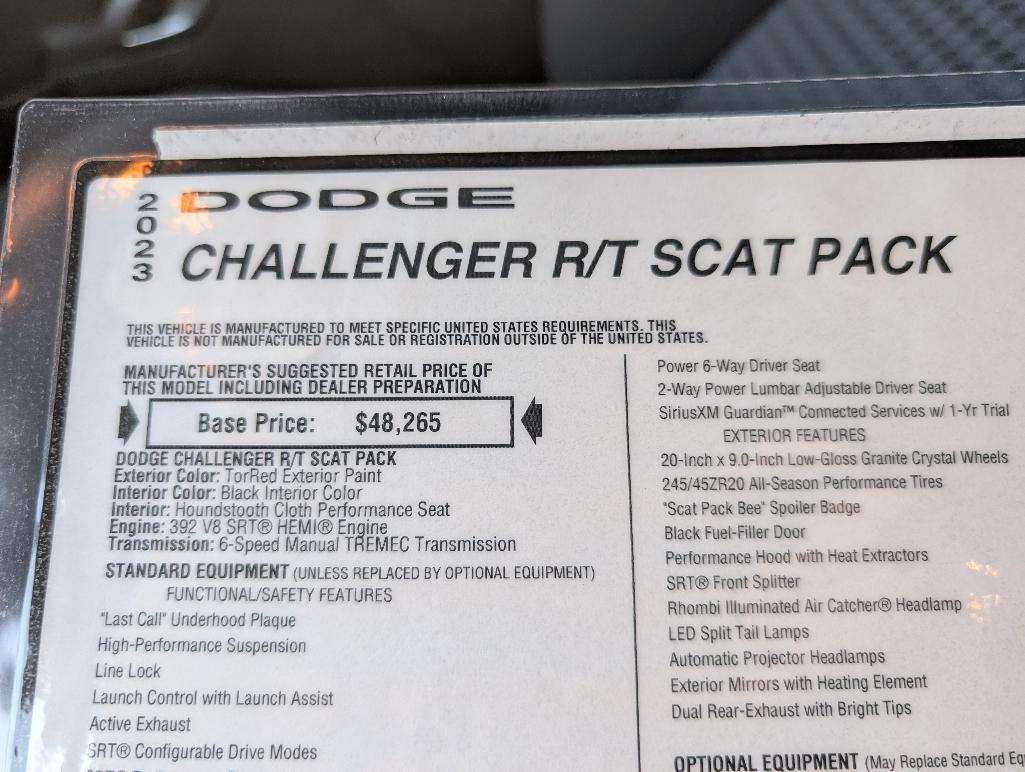 2023
DODGE
CHALLENGER R/T SCAT PACK
THIS VEHICLE IS MANUFACTURED TO MEET SPECIFIC UNITED STATES REQUIREMENTS. THIS
VEHICLE IS NOT MANUFACTURED FOR SALE OR REGISTRATION OUTSIDE OF THE UNITED STATES.
MANUFACTURER'S SUGGESTED RETAIL PRICE OF
THIS MODEL INCLUDING DEALER PREPARATION
Base Price: $48,265
DODGE CHALLENGER R/T SCAT PACK
Exterior Color: TorRed Exterior Paint
Interior Color: Black Interior Color
Interior: Houndstooth Cloth Performance Seat
Engine: 392 V8 SRT® HEMI® Engine
Transmission: 6-Speed Manual TREMEC Transmission
STANDARD EQUIPMENT (UNLESS REPLACED BY OPTIONAL EQUIPMENT)
FUNCTIONAL/SAFETY FEATURES
"Last Call" Underhood Plaque
High-Performance Suspension
Line Lock
Launch Control with Launch Assist
Active Exhaust
SRT® Configurable Drive Modes
Power 6-Way Driver Seat
2-Way Power Lumbar Adjustable Driver Seat
SiriusXM Guardian™ Connected Services w/ 1-Yr Trial
EXTERIOR FEATURES
20-Inch x 9.0-Inch Low-Gloss Granite Crystal Wheels
245/45ZR20 All-Season Performance Tires
"Scat Pack Bee" Spoiler Badge
Black Fuel-Filler Door
Performance Hood with Heat Extractors
SRT® Front Splitter
Rhombi Illuminated Air Catcher® Headlamp
LED Split Tail Lamps
Automatic Projector Headlamps
Exterior Mirrors with Heating Element
Dual Rear-Exhaust with Bright Tips
OPTIONAL EQUIPMENT (May Replace Standard Eq